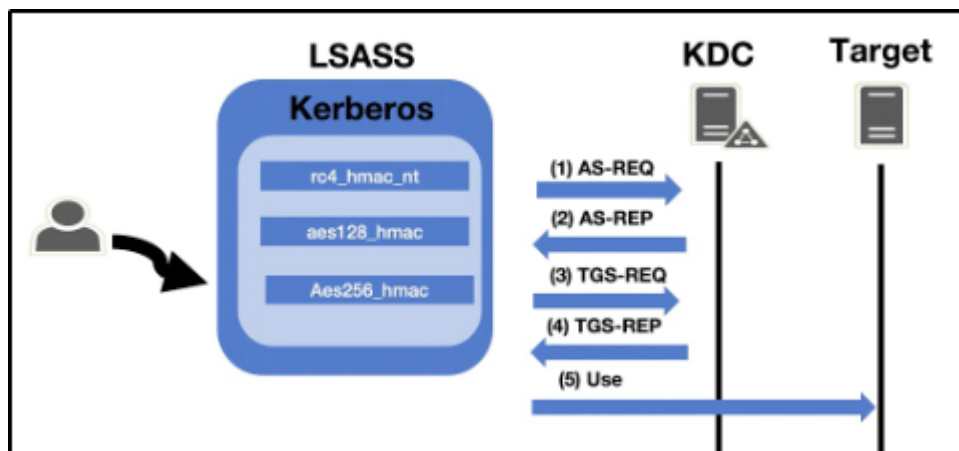 LSASS
KDC
Target
Kerberos
rc4_hmac_nt
aes128_hmac
Aes256_hmac
(1) AS-REQ
(2) AS-REP
(3) TGS-REQ
(4) TGS-REP
(5) Use